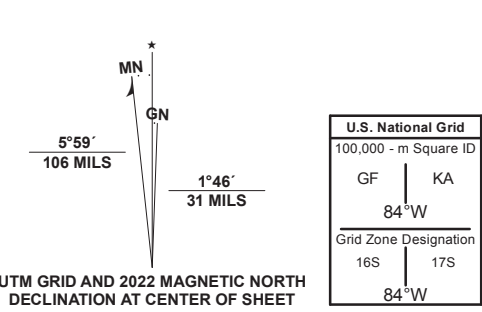 ★
MN
GN
5°59´
106 MILS
1°46´
31 MILS
UTM GRID AND 2022 MAGNETIC NORTH
DECLINATION AT CENTER OF SHEET
U.S. National Grid
100,000 - m Square ID
GF KA
84°W
Grid Zone Designation
16S 17S
84°W